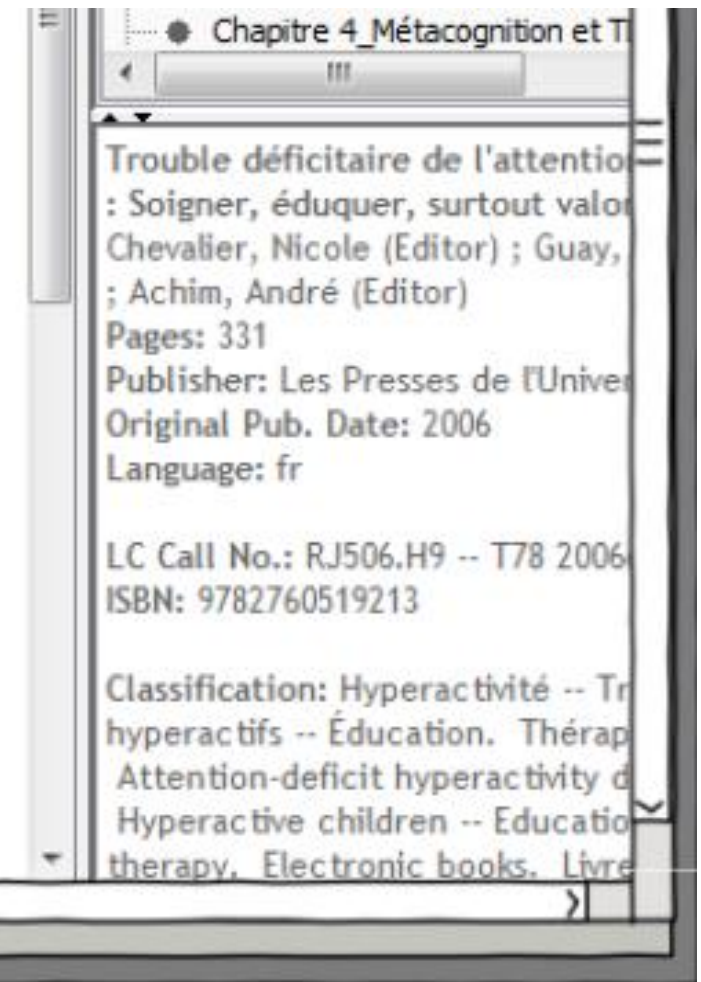 Chapitre 4_Métacognition et
Trouble déficitaire de l'attentio
: Soigner, éduquer, surtout valor
Chevalier, Nicole (Editor) ; Guay,
; Achim, André (Editor)
Pages: 331
Publisher: Les Presses de l'Univer
Original Pub. Date: 2006
Language: fr
LC Call No.: RJ506.H9 -- T78 2006
ISBN: 9782760519213
Classification: Hyperactivité -- Tr
hyperactifs -- Éducation. Thérap
Attention-deficit hyperactivity d
Hyperactive children -- Educatio
therapy. Electronic books. Livre